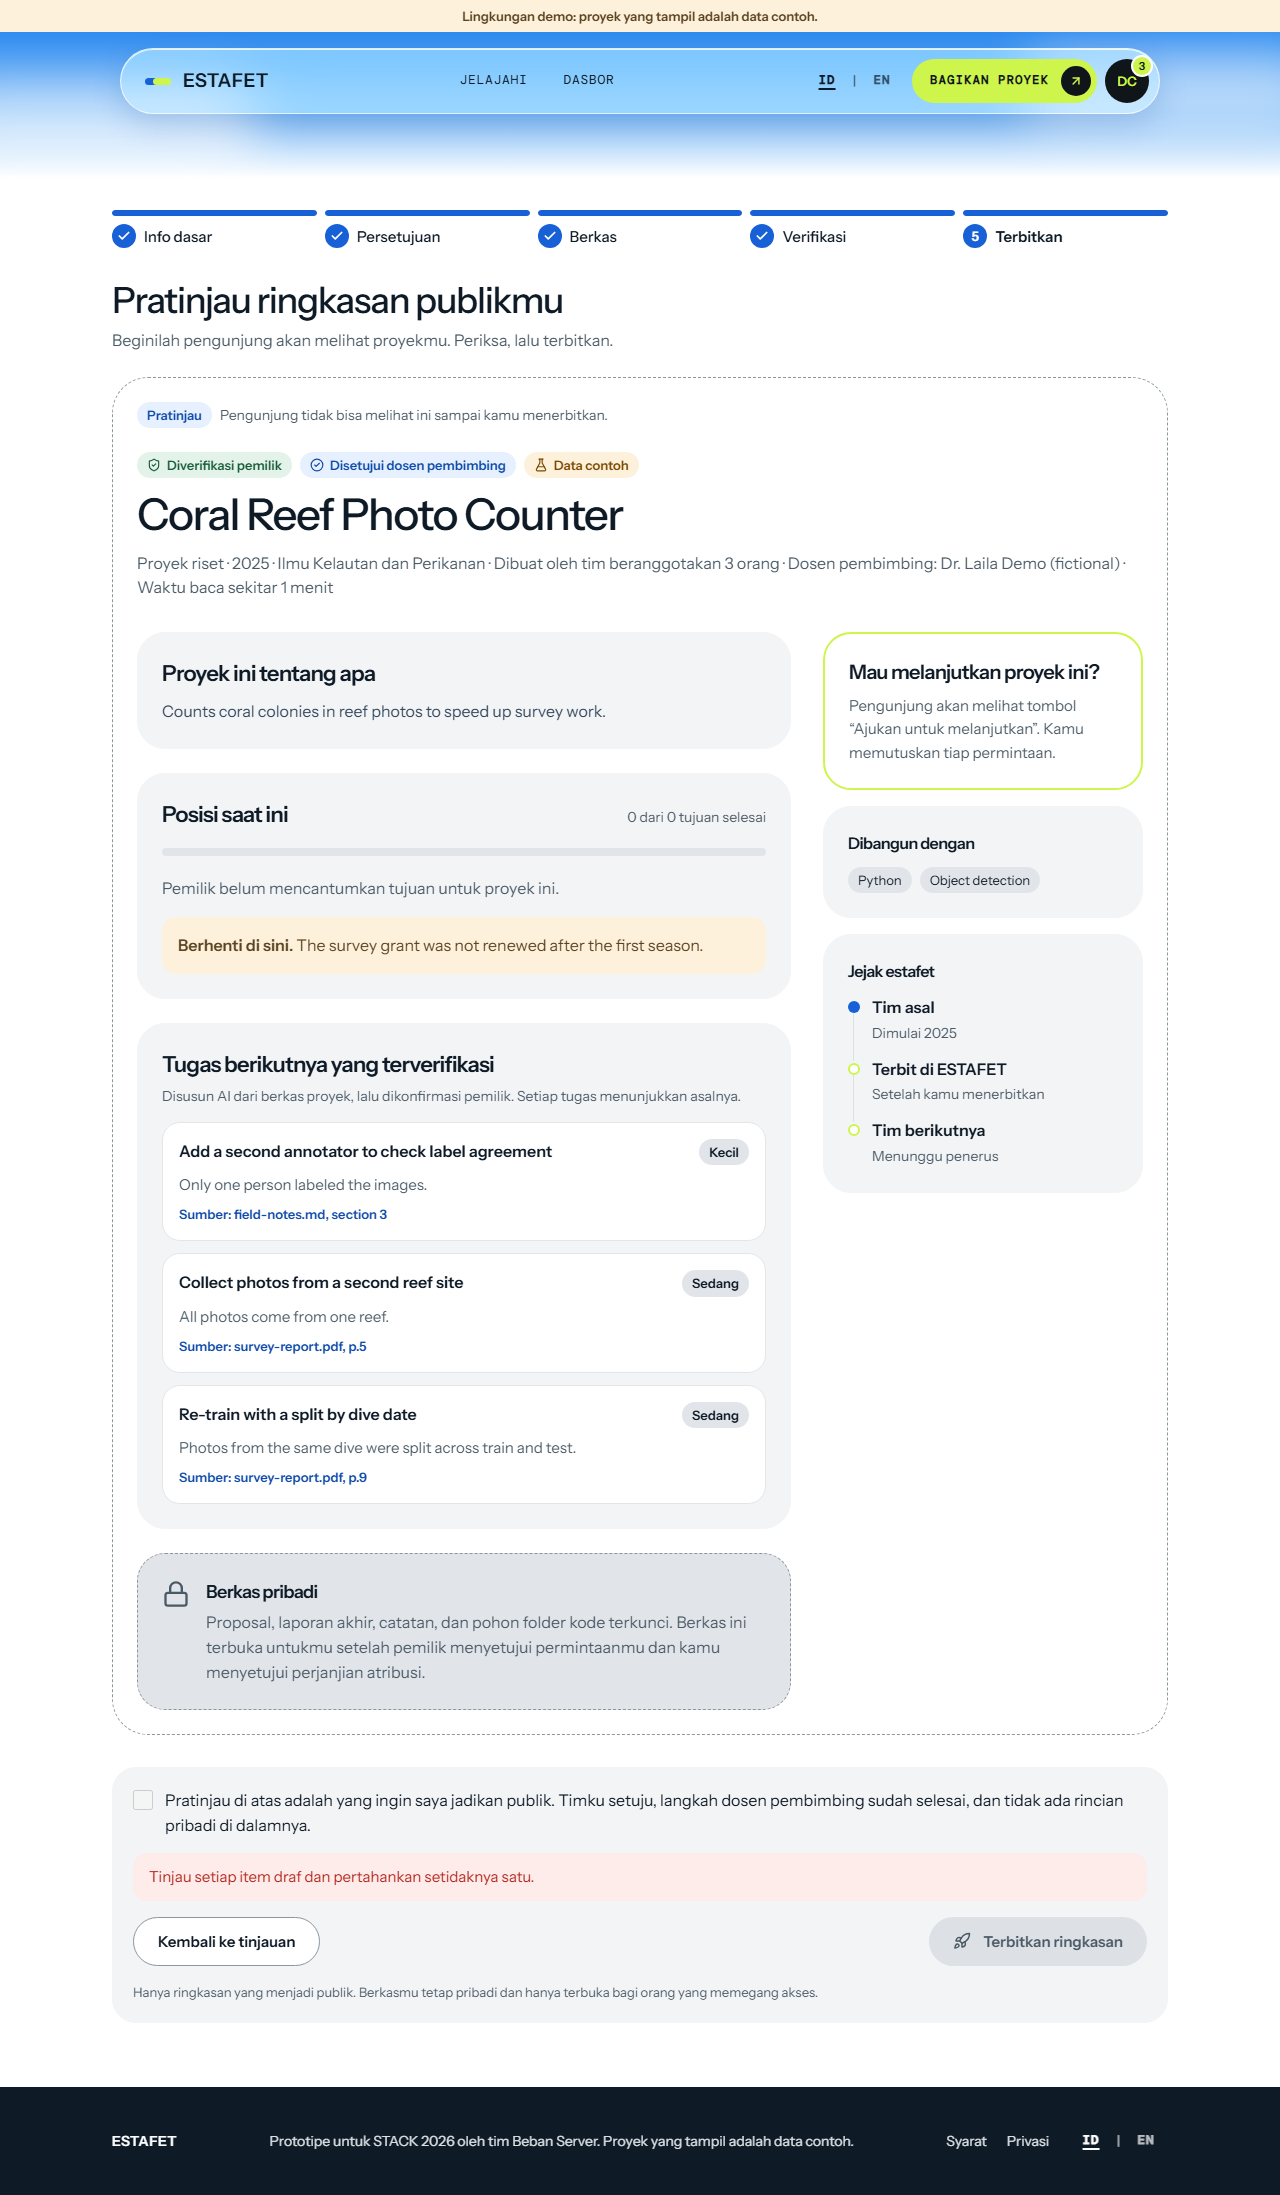 Lingkungan demo: proyek yang tampil adalah data contoh.
ESTAFET
JELAJAHI
DASBOR
ID | EN
BAGIKAN PROYEK
DC
3
Info dasar
Persetujuan
Berkas
Verifikasi
5 Terbitkan
Pratinjau ringkasan publikmu
Beginilah pengunjung akan melihat proyekmu. Periksa, lalu terbitkan.
Pratinjau Pengunjung tidak bisa melihat ini sampai kamu menerbitkan.
Diverifikasi pemilik
Disetujui dosen pembimbing
Data contoh
Coral Reef Photo Counter
Proyek riset · 2025 · Ilmu Kelautan dan Perikanan · Dibuat oleh tim beranggotakan 3 orang · Dosen pembimbing: Dr. Laila Demo (fictional) ·
Waktu baca sekitar 1 menit
Proyek ini tentang apa
Counts coral colonies in reef photos to speed up survey work.
Posisi saat ini
0 dari 0 tujuan selesai
Pemilik belum mencantumkan tujuan untuk proyek ini.
Berhenti di sini. The survey grant was not renewed after the first season.
Tugas berikutnya yang terverifikasi
Disusun AI dari berkas proyek, lalu dikonfirmasi pemilik. Setiap tugas menunjukkan asalnya.
Add a second annotator to check label agreement
Kecil
Only one person labeled the images.
Sumber: field-notes.md, section 3
Collect photos from a second reef site
Sedang
All photos come from one reef.
Sumber: survey-report.pdf, p.5
Re-train with a split by dive date
Sedang
Photos from the same dive were split across train and test.
Sumber: survey-report.pdf, p.9
Berkas pribadi
Proposal, laporan akhir, catatan, dan pohon folder kode terkunci. Berkas ini
terbuka untukmu setelah pemilik menyetujui permintaanmu dan kamu
menyetujui perjanjian atribusi.
Mau melanjutkan proyek ini?
Pengunjung akan melihat tombol
“Ajukan untuk melanjutkan”. Kamu
memutuskan tiap permintaan.
Dibangun dengan
Python
Object detection
Jejak estafet
Tim asal
Dimulai 2025
Terbit di ESTAFET
Setelah kamu menerbitkan
Tim berikutnya
Menunggu penerus
Pratinjau di atas adalah yang ingin saya jadikan publik. Timku setuju, langkah dosen pembimbing sudah selesai, dan tidak ada rincian
pribadi di dalamnya.
Tinjau setiap item draf dan pertahankan setidaknya satu.
Kembali ke tinjauan
Terbitkan ringkasan
Hanya ringkasan yang menjadi publik. Berkasmu tetap pribadi dan hanya terbuka bagi orang yang memegang akses.
ESTAFET
Prototipe untuk STACK 2026 oleh tim Beban Server. Proyek yang tampil adalah data contoh.
Syarat
Privasi
ID | EN